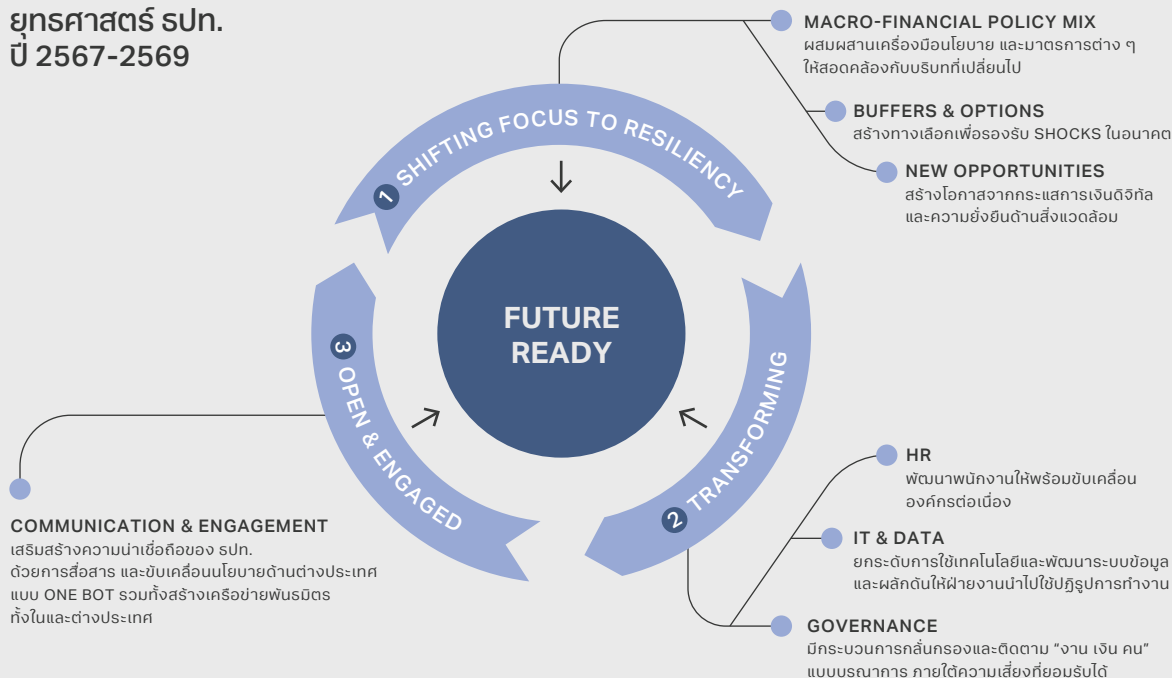 ยุทธศาสตร์ ธปท.
ปี 2567-2569
MACRO-FINANCIAL POLICY MIX
ผสมผสานเครื่องมือนโยบาย และมาตรการต่าง ๆ
ให้สอดคล้องกับบริบทที่เปลี่ยนไป
BUFFERS & OPTIONS
สร้างทางเลือกเพื่อรองรับ SHOCKS ในอนาคต
NEW OPPORTUNITIES
สร้างโอกาสจากกระแสการเงินดิจิทัล
และความยั่งยืนด้านสิ่งแวดล้อม
1 SHIFTING FOCUS TO RESILIENCY
FUTURE
READY
2 TRANSFORMING
HR
พัฒนาพนักงานให้พร้อมขับเคลื่อน
องค์กรต่อเนื่อง
IT & DATA
ยกระดับการใช้เทคโนโลยีและพัฒนาระบบข้อมูล
และผลักดันให้ฝ่ายงานนำไปใช้ปฏิรูปการทำงาน
GOVERNANCE
มีกระบวนการกลั่นกรองและติดตาม “งาน เงิน คน”
แบบบูรณาการ ภายใต้ความเสี่ยงที่ยอมรับได้
3 OPEN & ENGAGED
COMMUNICATION & ENGAGEMENT
เสริมสร้างความน่าเชื่อถือของ ธปท.
ด้วยการสื่อสาร และขับเคลื่อนนโยบายด้านต่างประเทศ
แบบ ONE BOT รวมทั้งสร้างเครือข่ายพันธมิตร
ทั้งในและต่างประเทศ